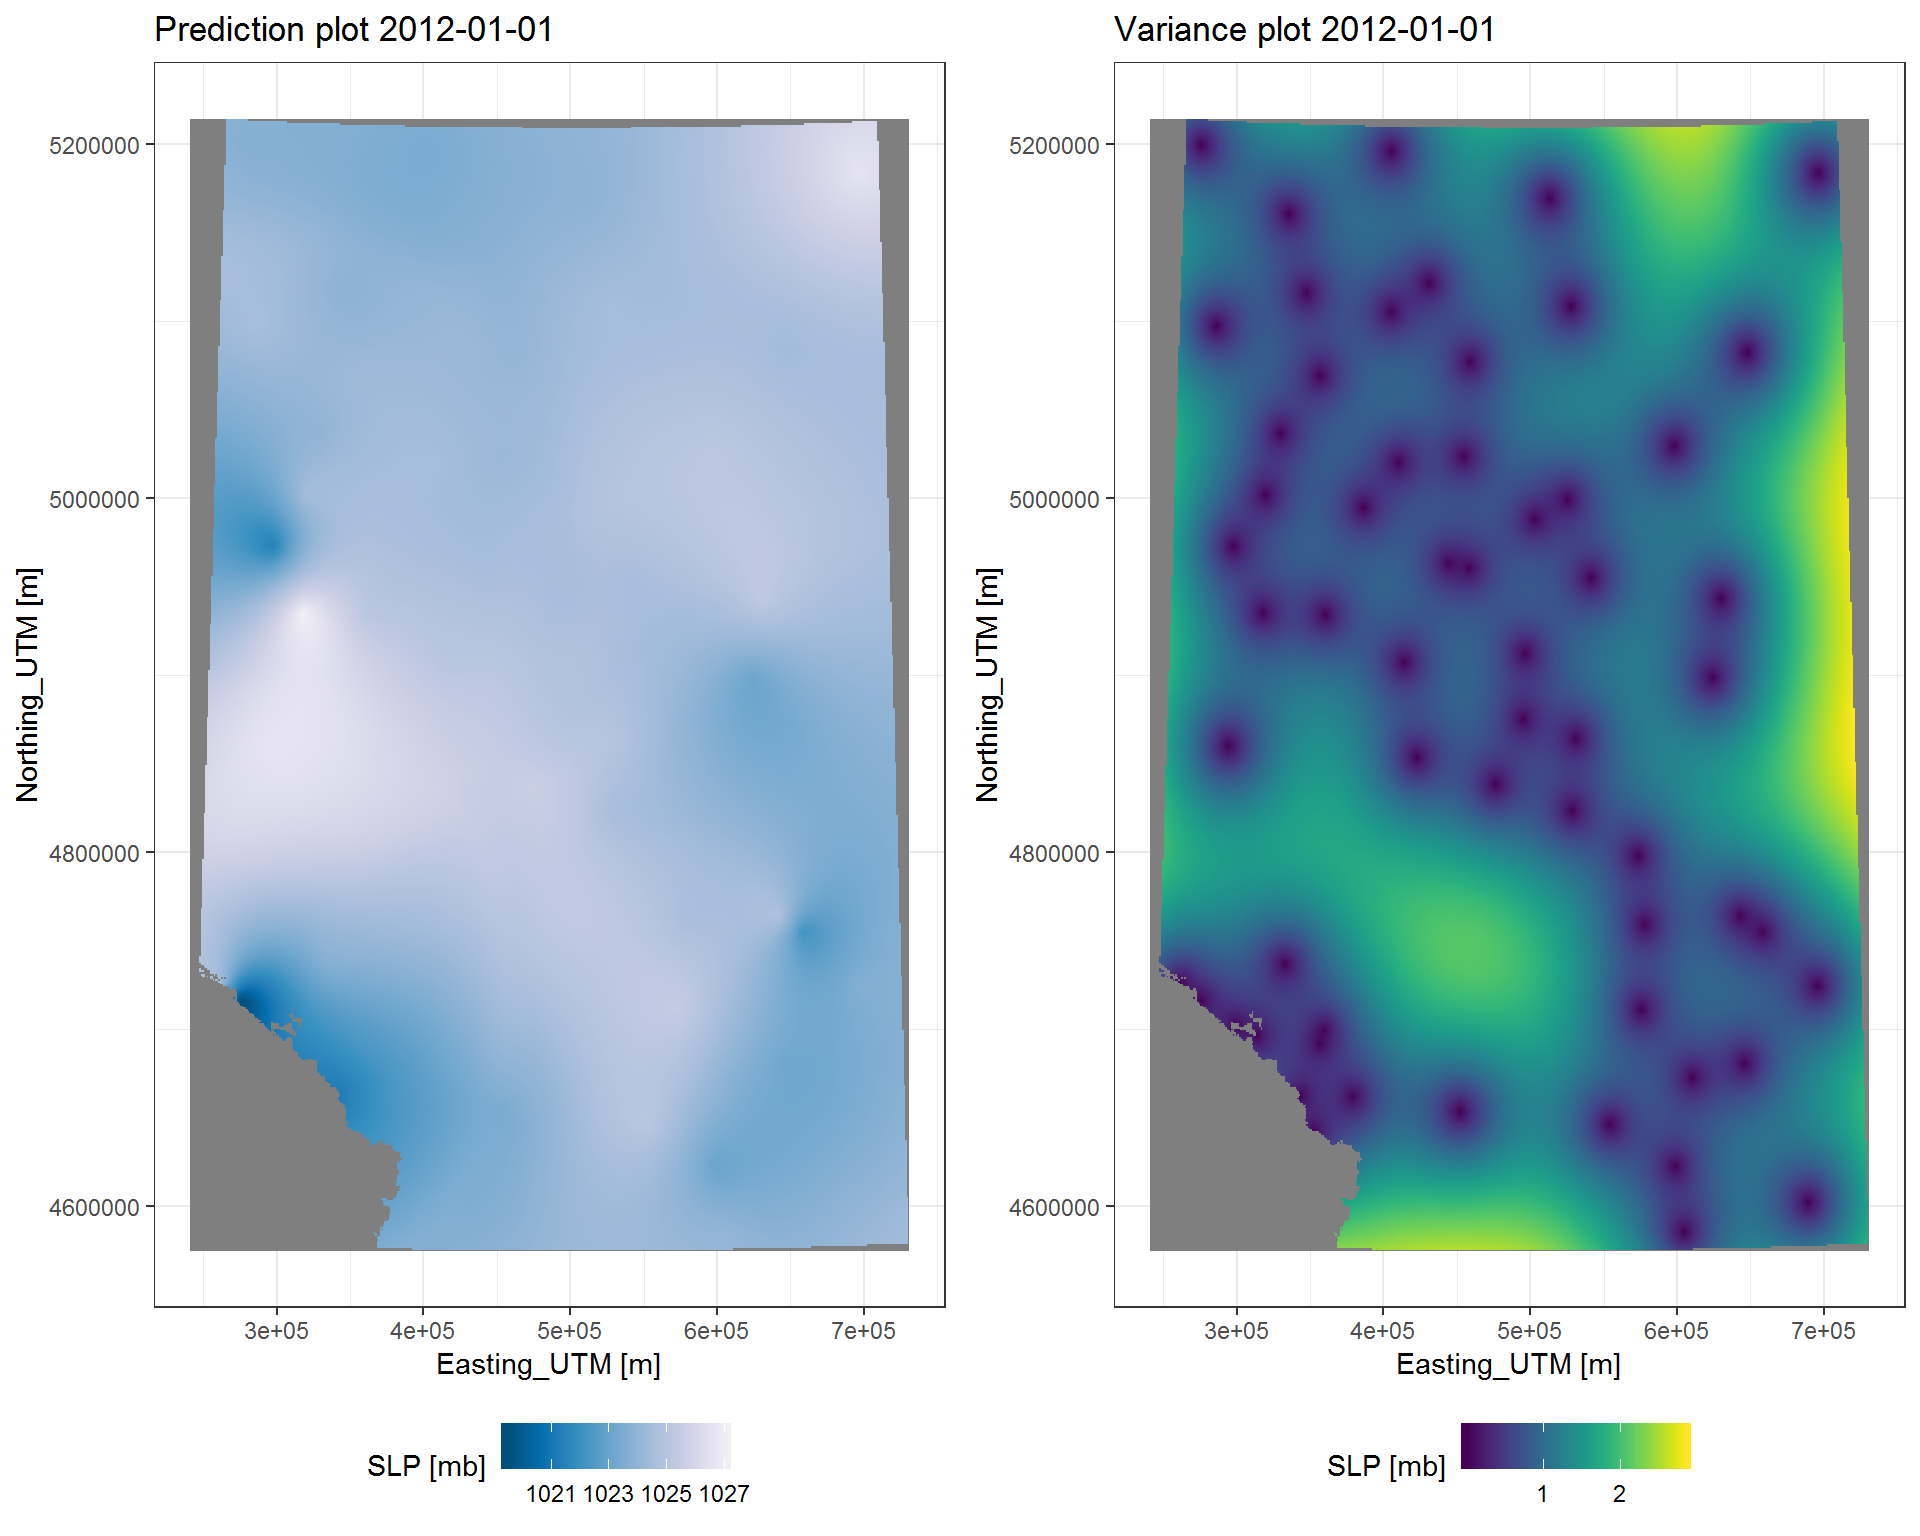 Prediction plot 2012-01-01
5200000
5000000
4800000
4600000
Northing_UTM [m]
3e+05 4e+05 5e+05 6e+05 7e+05
Easting_UTM [m]
SLP [mb]
1021 1023 1025 1027
Variance plot 2012-01-01
5200000
5000000
4800000
4600000
Northing_UTM [m]
3e+05 4e+05 5e+05 6e+05 7e+05
Easting_UTM [m]
SLP [mb]
1 2